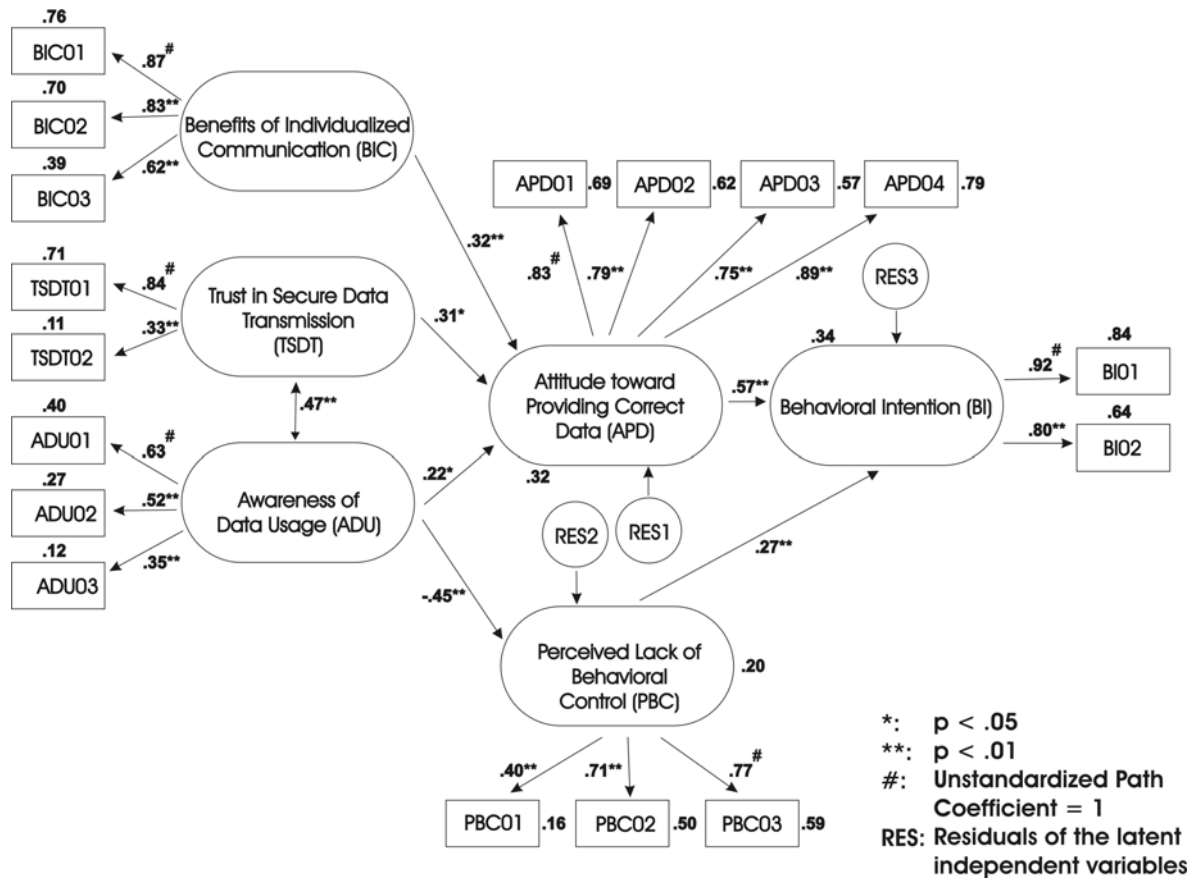 .76
BIC01
.87#
.70
BIC02
.83**
.39
BIC03
.62**
Benefits of Individualized
Communication (BIC)
.32**
.71
TSDT01
.84#
.11
TSDT02
.33**
Trust in Secure Data
Transmission
(TSDT)
.31*
.47**
.40
ADU01
.63#
.27
ADU02
.52**
.12
ADU03
.35**
Awareness of
Data Usage (ADU)
.22*
-.45**
APD01 .69
APD02 .62
APD03 .57
APD04 .79
.83#
.79**
.75**
.89**
Attitude toward
Providing Correct
Data (APD)
.32
.57**
RES3
.34
Behavioral Intention (BI)
.84
.92#
BI01
.64
.80**
BI02
RES2
RES1
.27**
Perceived Lack of
Behavioral
Control (PBC)
.20
.40**
.71**
.77#
PBC01 .16
PBC02 .50
PBC03 .59
*: p < .05
**: p < .01
#: Unstandardized Path
Coefficient = 1
RES: Residuals of the latent
independent variables